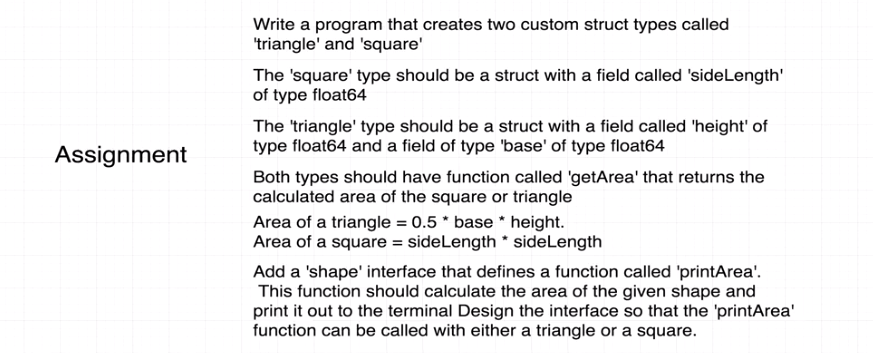 Assignment
Write a program that creates two custom struct types called
'triangle' and 'square'
The 'square' type should be a struct with a field called 'sideLength'
of type float64
The 'triangle' type should be a struct with a field called 'height' of
type float64 and a field of type 'base' of type float64
Both types should have function called 'getArea' that returns the
calculated area of the square or triangle
Area of a triangle = 0.5 * base * height.
Area of a square = sideLength * sideLength
Add a 'shape' interface that defines a function called 'printArea'.
This function should calculate the area of the given shape and
print it out to the terminal Design the interface so that the 'printArea'
function can be called with either a triangle or a square.